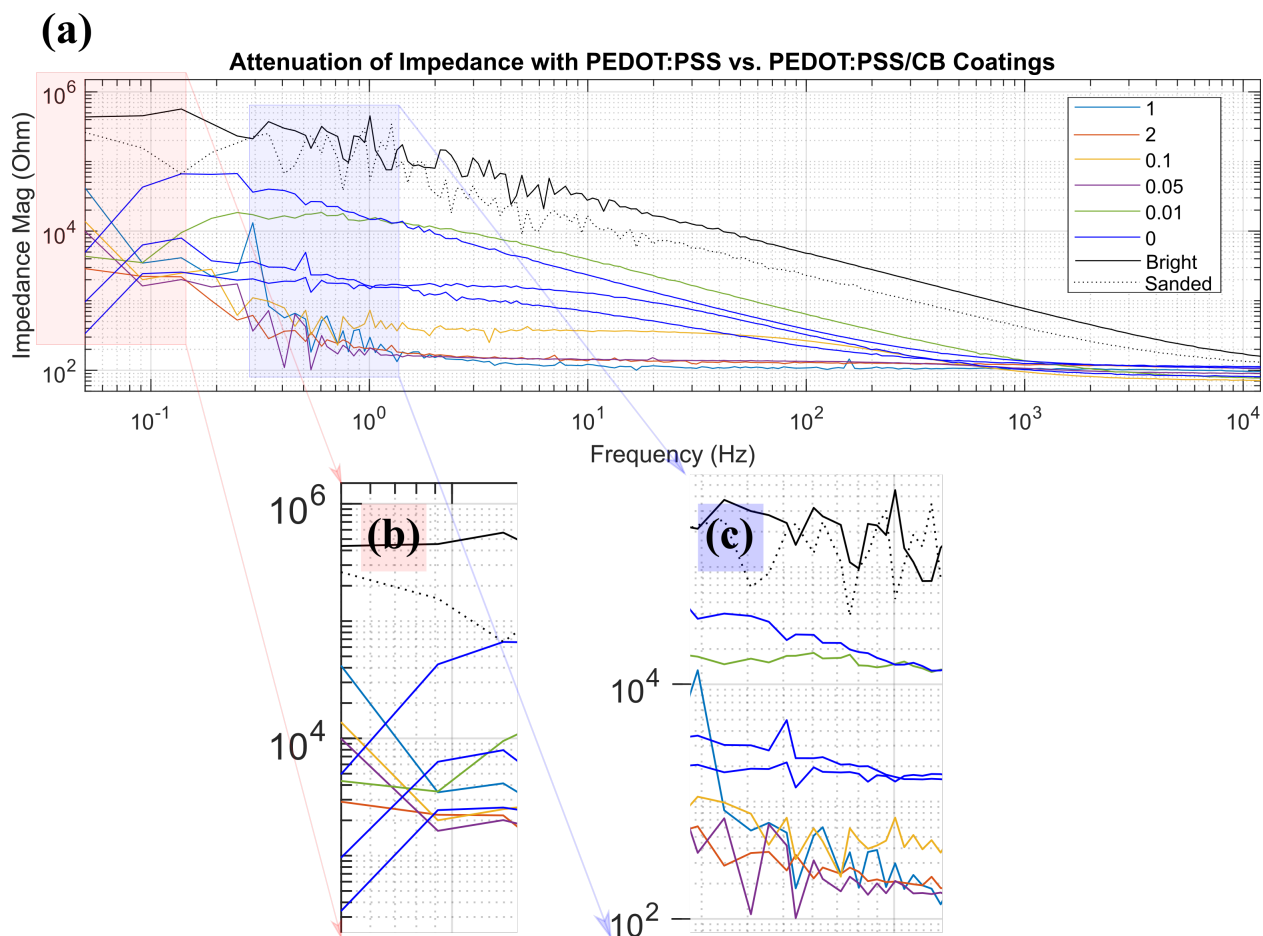 (a)
Attenuation of Impedance with PEDOT:PSS vs. PEDOT:PSS/CB Coatings
Impedance Mag (Ohm)
10^6
10^4
10^2
1
2
0.1
0.05
0.01
0
Bright
Sanded
10^-1
10^0
10^1
10^2
10^3
10^4
Frequency (Hz)
(b)
10^6
10^4
(c)
10^4
10^2